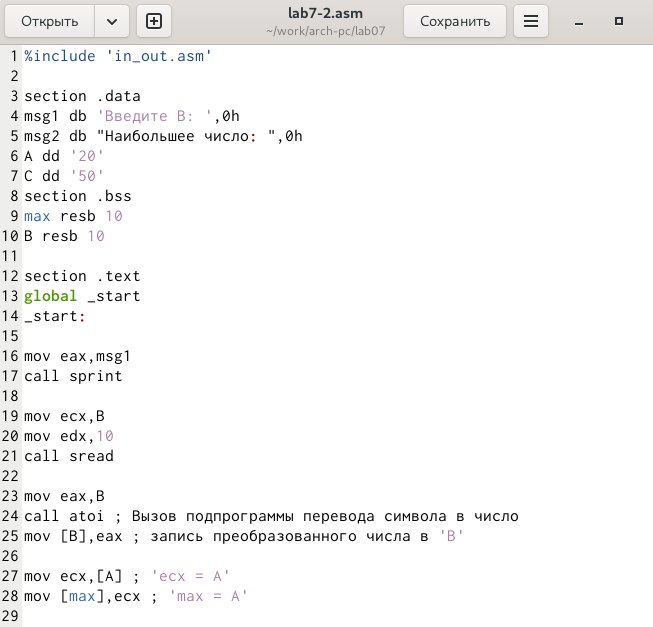 Открыть
lab7-2.asm
~/work/arch-pc/lab07
Сохранить
1 %include 'in_out.asm'
2
3 section .data
4 msg1 db 'Введите B: ',0h
5 msg2 db "Наибольшее число: ",0h
6 A dd '20'
7 C dd '50'
8 section .bss
9 max resb 10
10 B resb 10
11
12 section .text
13 global _start
14 _start:
15
16 mov eax,msg1
17 call sprint
18
19 mov ecx,B
20 mov edx,10
21 call sread
22
23 mov eax,B
24 call atoi ; Вызов подпрограммы перевода символа в число
25 mov [B],eax ; запись преобразованного числа в 'B'
26
27 mov ecx,[A] ; 'ecx = A'
28 mov [max],ecx ; 'max = A'
29